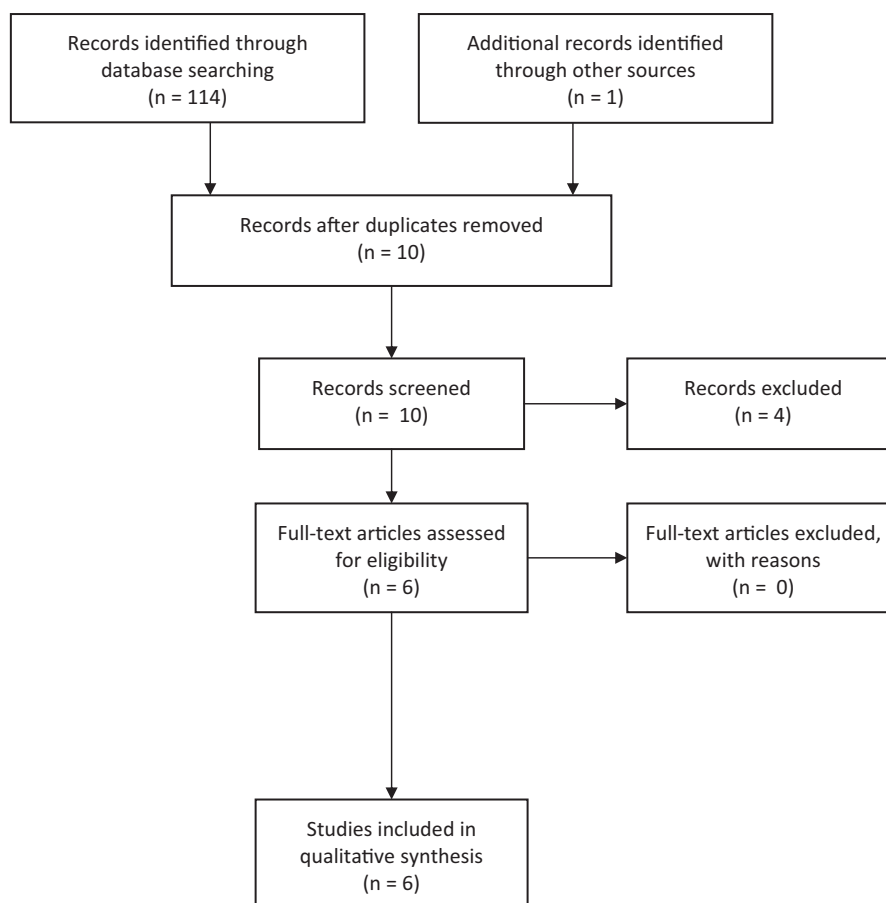 Records identified through
database searching
(n = 114)
Additional records identified
through other sources
(n = 1)
Records after duplicates removed
(n = 10)
Records screened
(n =  10)
Records excluded
(n = 4)
Full-text articles assessed
for eligibility
(n = 6)
Full-text articles excluded,
with reasons
(n =  0)
Studies included in
qualitative synthesis
(n = 6)